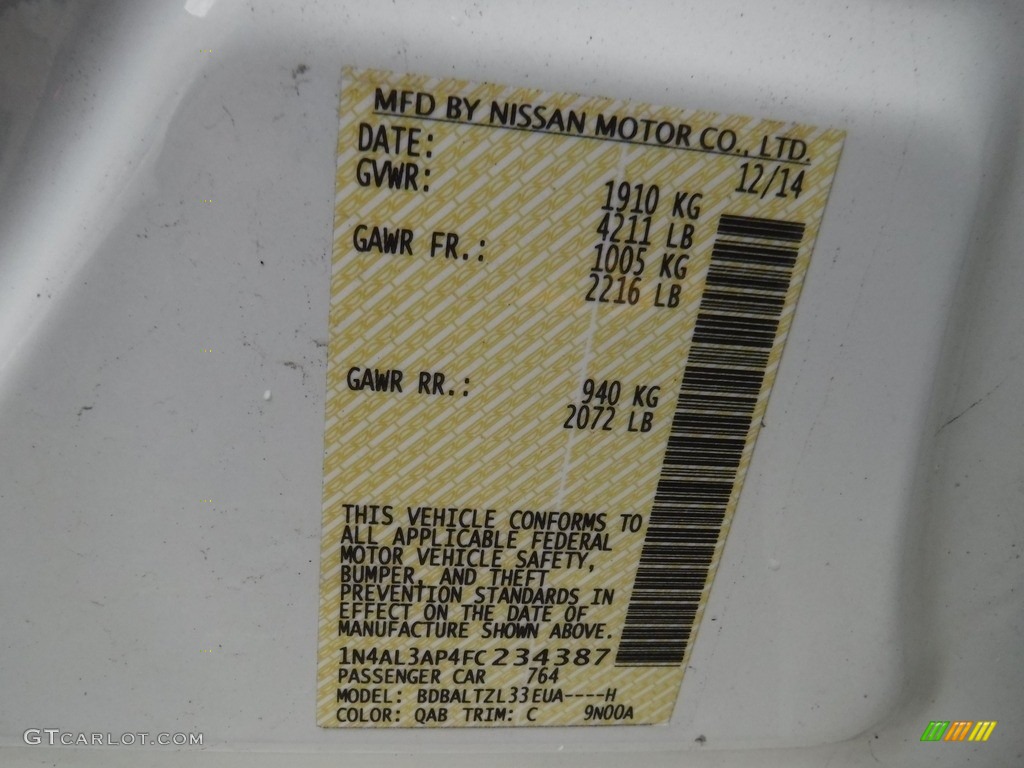 MFD BY NISSAN MOTOR CO., LTD.
DATE: 12/14
GVWR: 1910 KG
4211 LB
GAWR FR.: 1005 KG
2216 LB
GAWR RR.: 940 KG
2072 LB
THIS VEHICLE CONFORMS TO
ALL APPLICABLE FEDERAL
MOTOR VEHICLE SAFETY,
BUMPER, AND THEFT
PREVENTION STANDARDS IN
EFFECT ON THE DATE OF
MANUFACTURE SHOWN ABOVE.
1N4AL3AP4FC234387
PASSENGER CAR 764
MODEL: BDBALTZL33EUA----H
COLOR: QAB TRIM: C 9N00A
GTCARLOT.COM